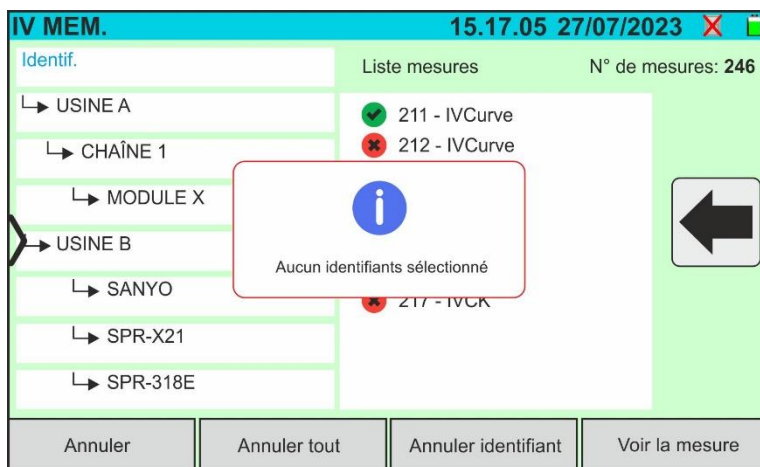 IV MEM. 15.17.05 27/07/2023
Identif.
Liste mesures N° de mesures: 246
USINE A
CHAÎNE 1
MODULE X
USINE B
SANYO
SPR-X21
SPR-318E
211 - IVCurve
212 - IVCurve
217 - IVCK
Aucun identifiants sélectionné
Annuler
Annuler tout
Annuler identifiant
Voir la mesure